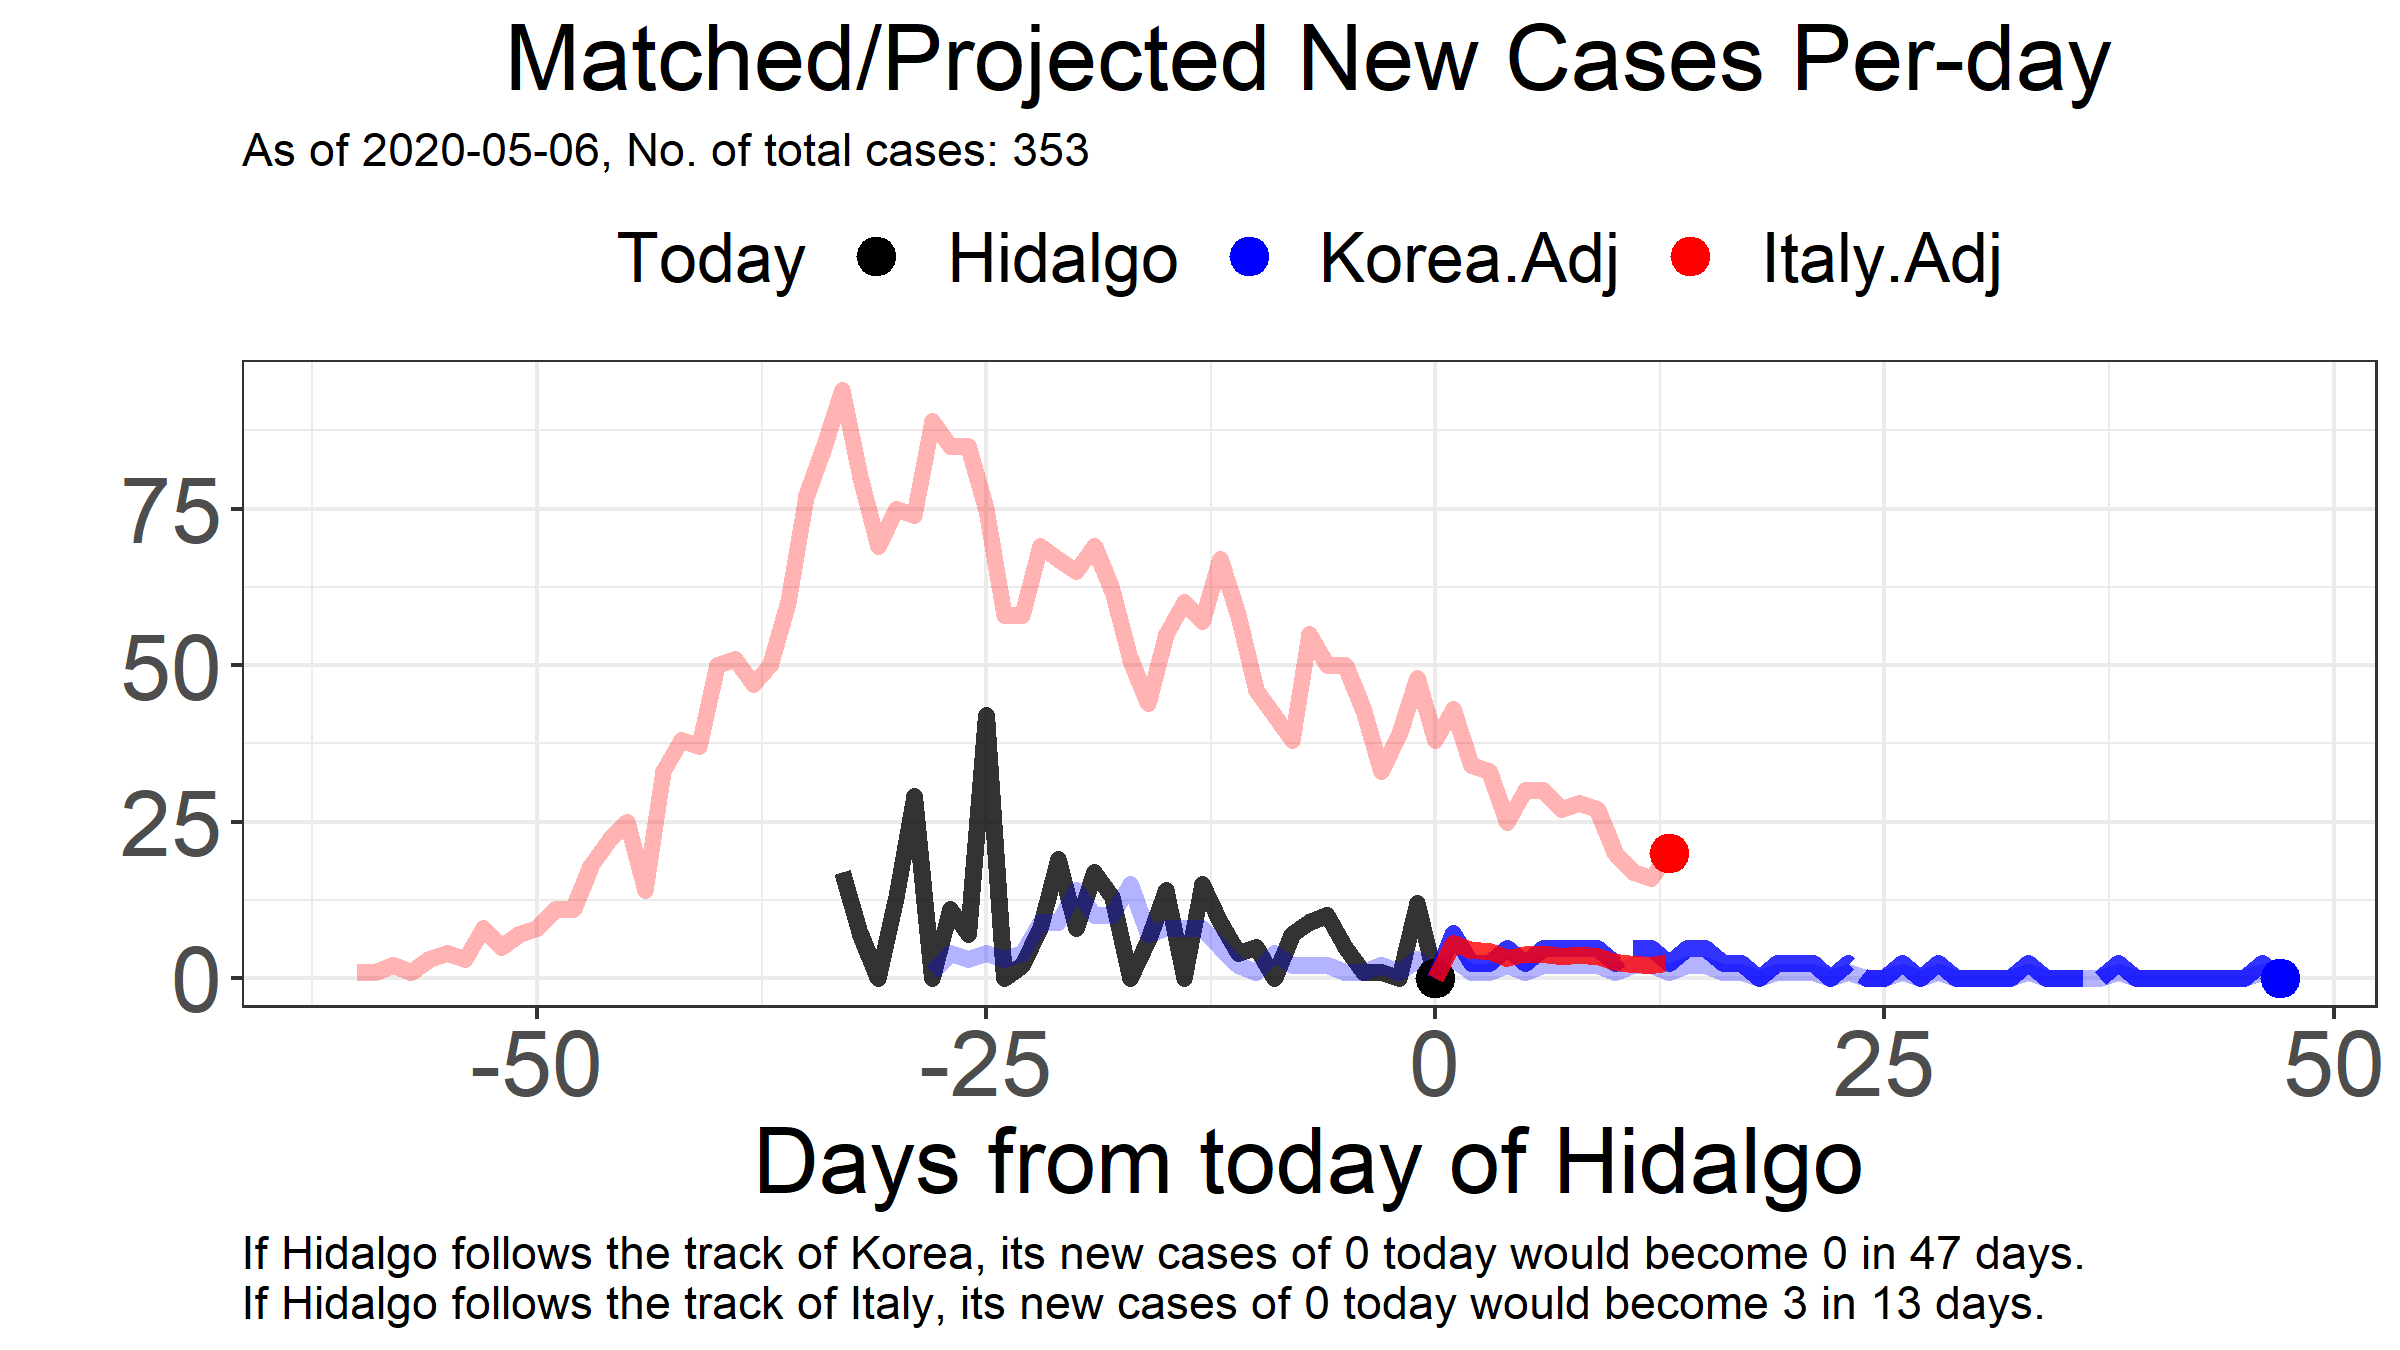 Matched/Projected New Cases Per-day
As of 2020-05-06, No. of total cases: 353
Today Hidalgo Korea.Adj Italy.Adj
75
50
25
0
-50 -25 0 25 50
Days from today of Hidalgo
If Hidalgo follows the track of Korea, its new cases of 0 today would become 0 in 47 days.
If Hidalgo follows the track of Italy, its new cases of 0 today would become 3 in 13 days.